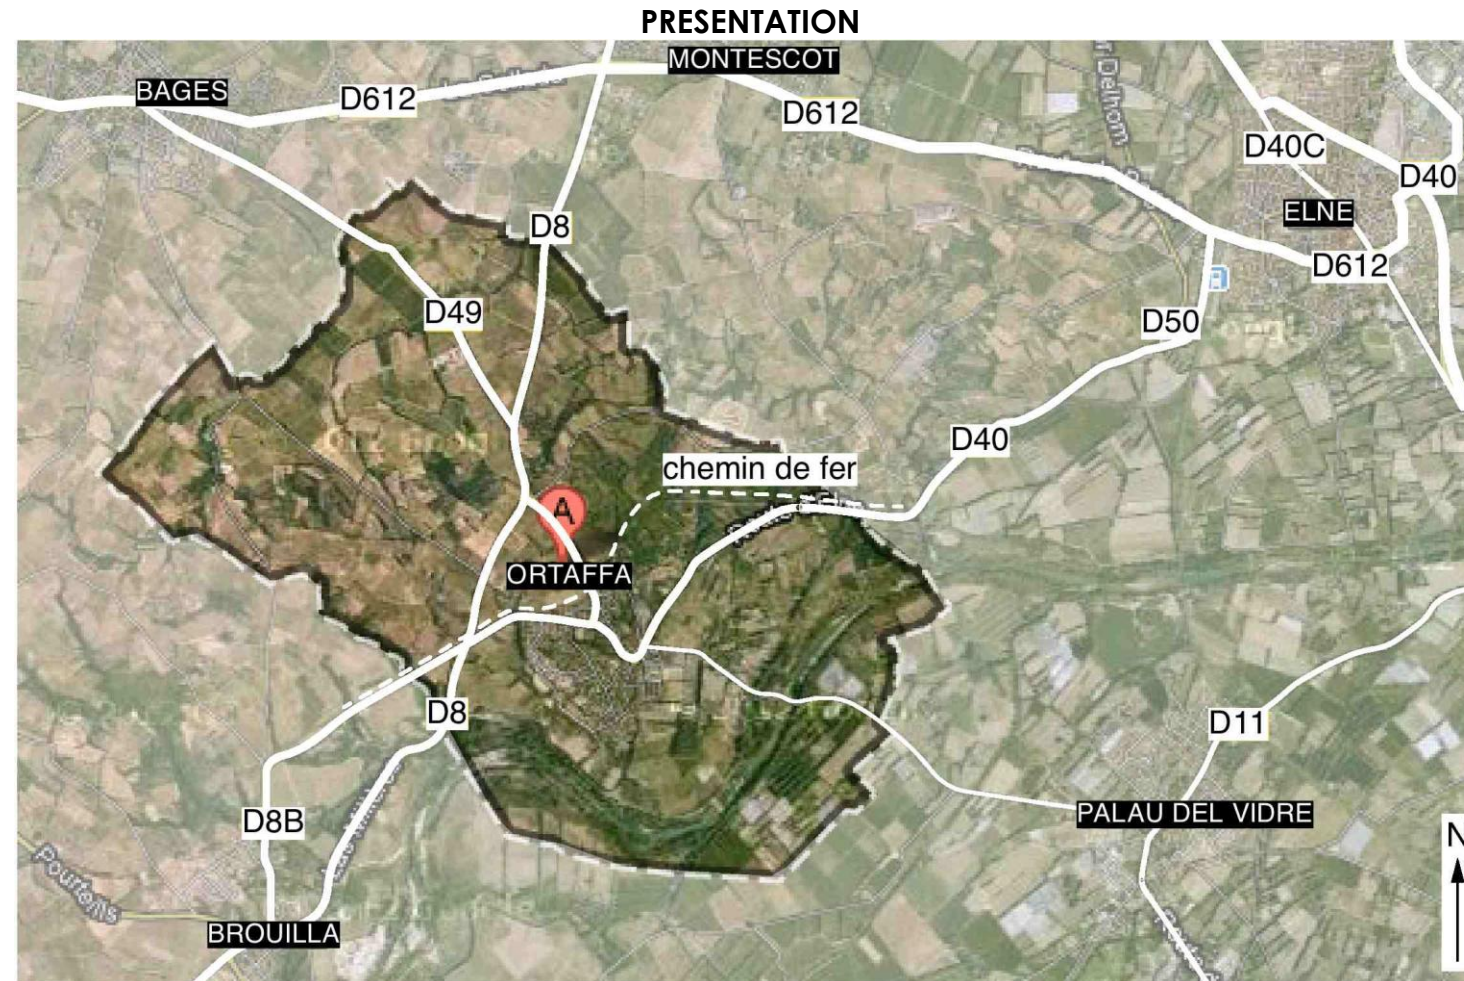 PRESENTATION
MONTESCOT
BAGES
D612
D612
D40C
D40
ELNE
D8
D612
D49
D50
D40
chemin de fer
A
ORTAFFA
D8
D11
D8B
PALAU DEL VIDRE
N
Pourtems
BROUILLA